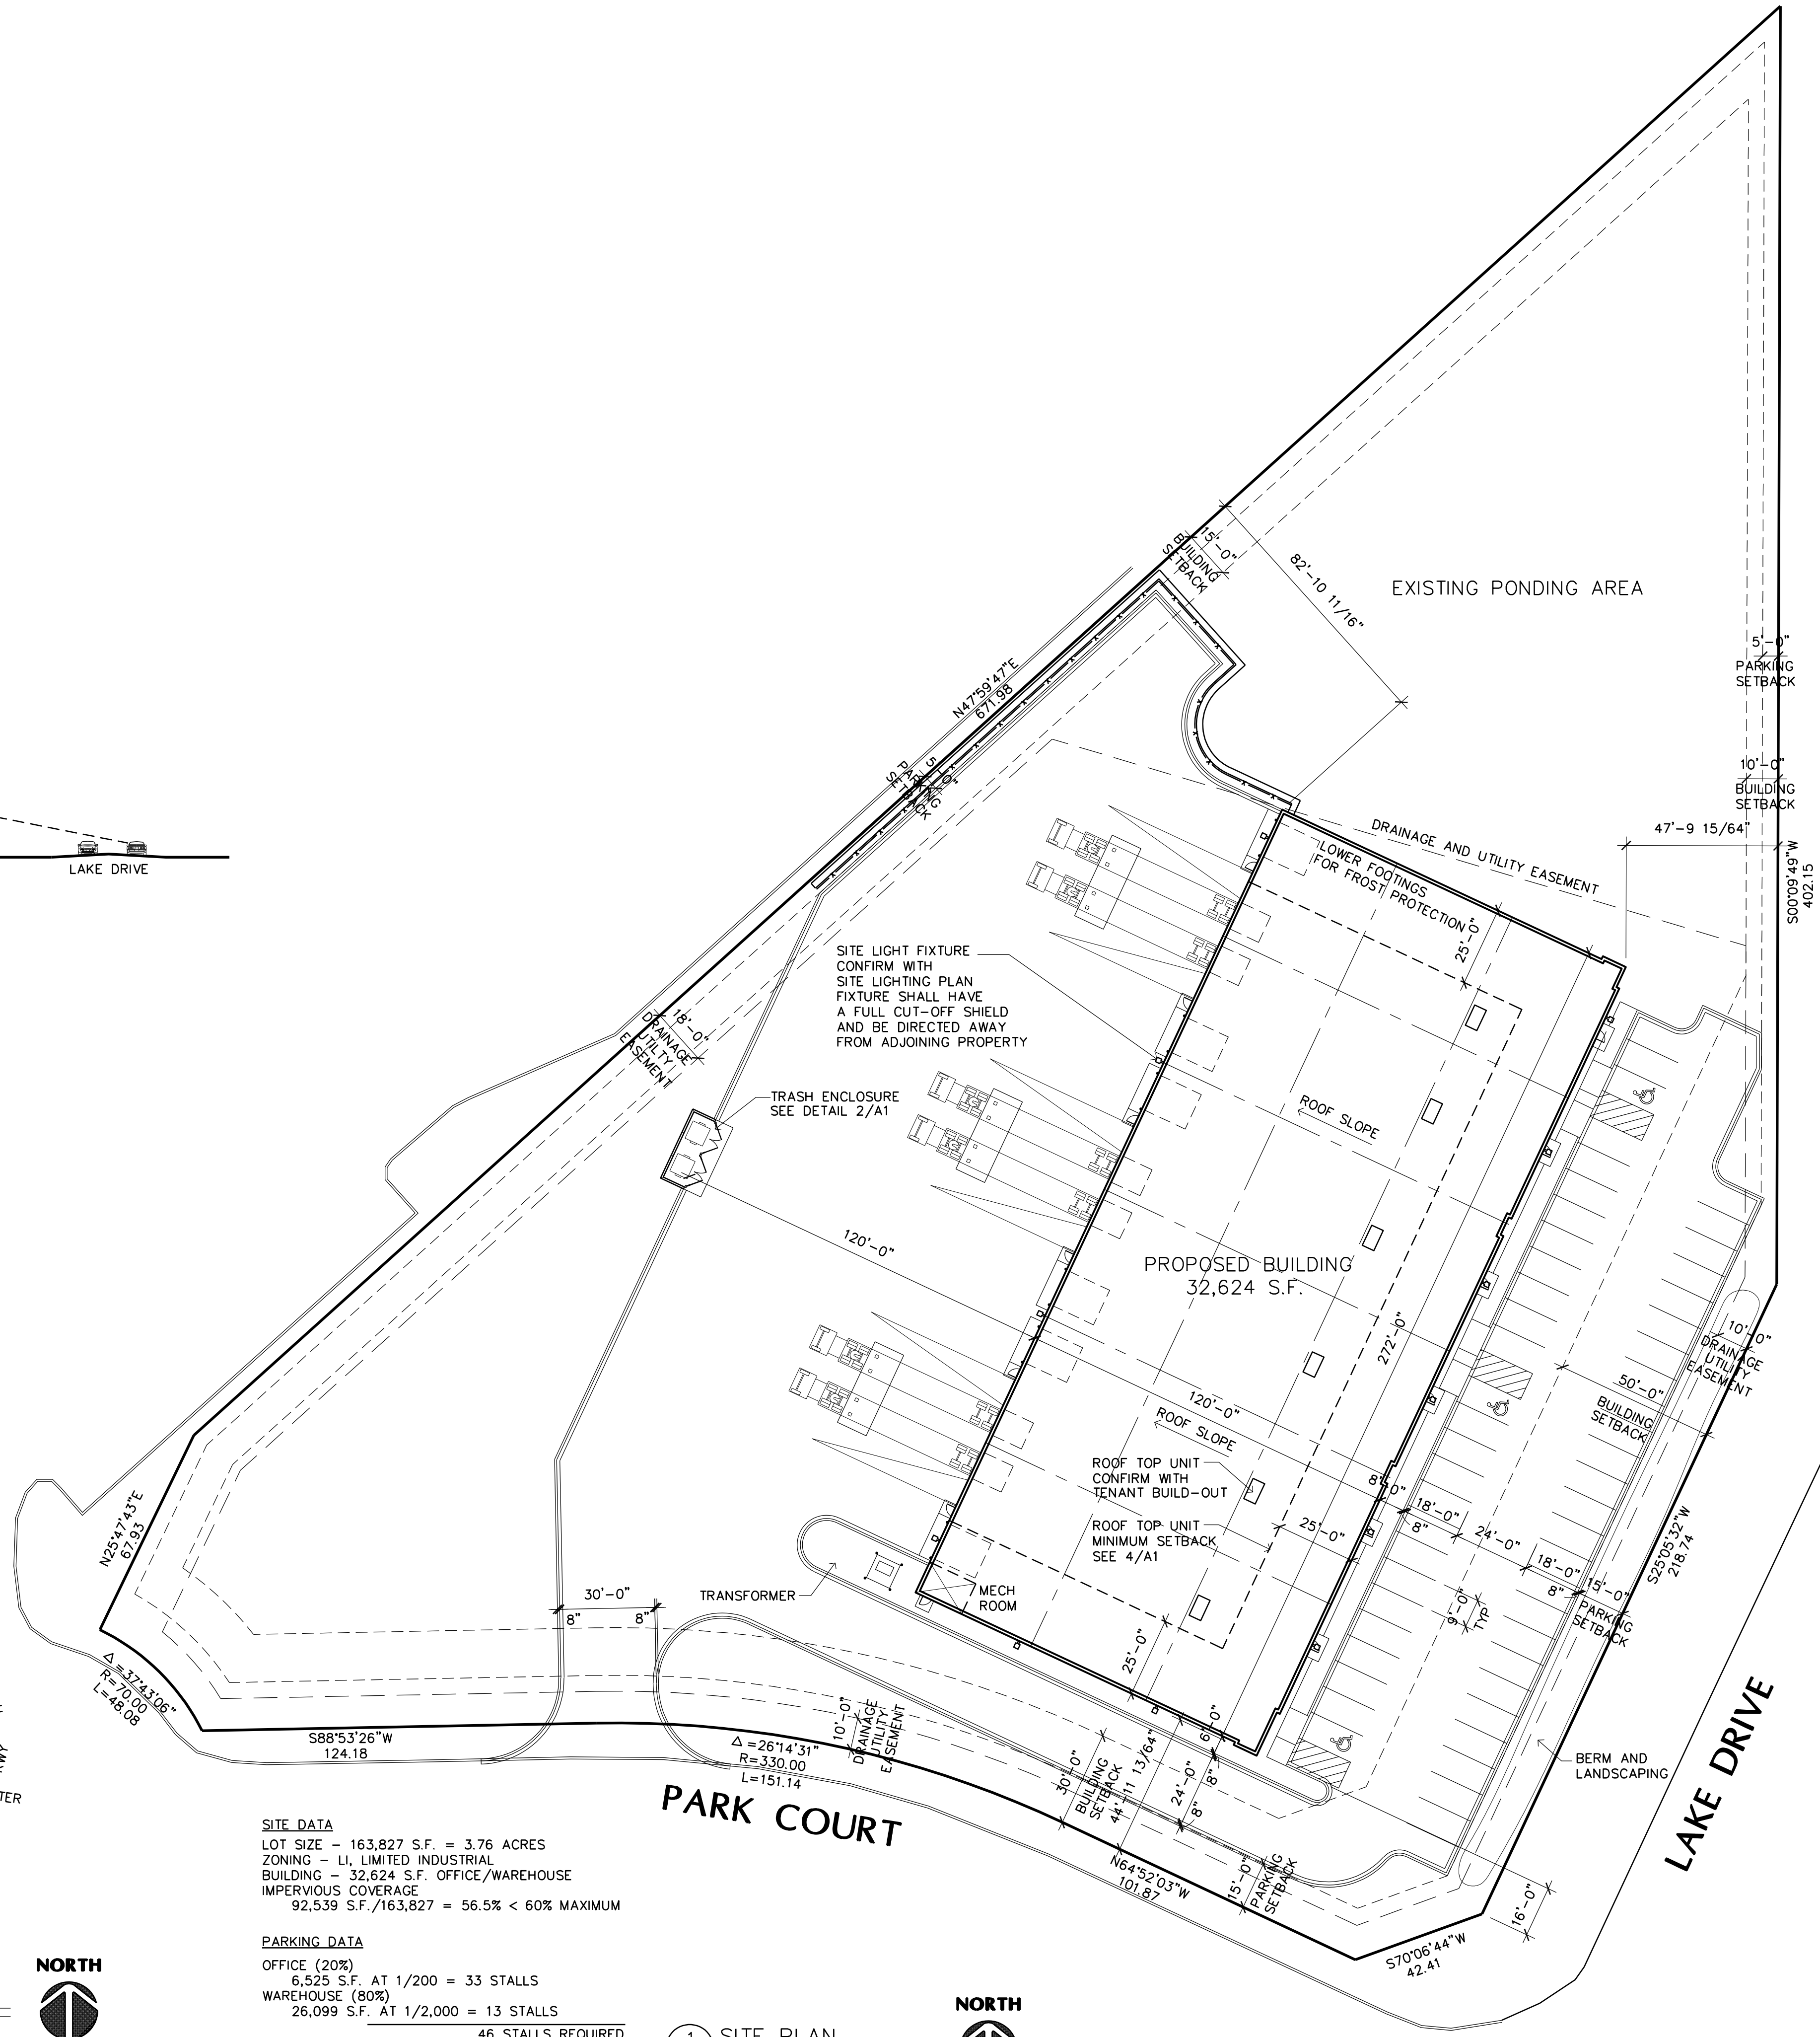 15'-0"
BUILDING
SETBACK
82'-10 11/16"
EXISTING PONDING AREA
5'-0"
PARKING
SETBACK
N47°59'47"E
671.98
5'-0"
PARKING
SETBACK
10'-0"
BUILDING
SETBACK
47'-9 15/64"
S00°09'49"W
402.15
LAKE DRIVE
DRAINAGE AND UTILITY EASEMENT
LOWER FOOTINGS
FOR FROST PROTECTION
25'-0"
SITE LIGHT FIXTURE
CONFIRM WITH
SITE LIGHTING PLAN
FIXTURE SHALL HAVE
A FULL CUT-OFF SHIELD
AND BE DIRECTED AWAY
FROM ADJOINING PROPERTY
18'-0"
DRAINAGE
UTILTY
EASEMENT
TRASH ENCLOSURE
SEE DETAIL 2/A1
ROOF SLOPE
120'-0"
PROPOSED BUILDING
32,624 S.F.
272'-0"
10'-0"
DRAINAGE
UTILITY
EASEMENT
50'-0"
BUILDING
SETBACK
120'-0"
ROOF SLOPE
ROOF TOP UNIT
CONFIRM WITH
TENANT BUILD-OUT
8'-0"
8"
18'-0"
24'-0"
18'-0"
8"
15'-0"
PARKING
SETBACK
S25°05'32"W
218.74
ROOF TOP UNIT
MINIMUM SETBACK
SEE 4/A1
25'-0"
9'-0"
TYP
N25°47'43"E
67.93
30'-0"
8"
8"
TRANSFORMER
MECH
ROOM
25'-0"
Δ=37°43'06"
R=70.00
L=48.08
S88°53'26"W
124.18
Δ=26°14'31"
R=330.00
L=151.14
10'-0"
DRAINAGE
UTILITY
EASEMENT
30'-0"
BUILDING
SETBACK
44'-11 13/64"
24'-0"
8"
6'-0"
8"
BERM AND
LANDSCAPING
LAKE DRIVE
PARK COURT
N64°52'03"W
101.87
15'-0"
PARKING
SETBACK
16'-0"
S70°06'44"W
42.41
SITE DATA
LOT SIZE - 163,827 S.F. = 3.76 ACRES
ZONING - LI, LIMITED INDUSTRIAL
BUILDING - 32,624 S.F. OFFICE/WAREHOUSE
IMPERVIOUS COVERAGE
92,539 S.F./163,827 = 56.5% < 60% MAXIMUM
PARKING DATA
OFFICE (20%)
6,525 S.F. AT 1/200 = 33 STALLS
WAREHOUSE (80%)
26,099 S.F. AT 1/2,000 = 13 STALLS
46 STALLS REQUIRED
NORTH
1
SITE PLAN
NORTH